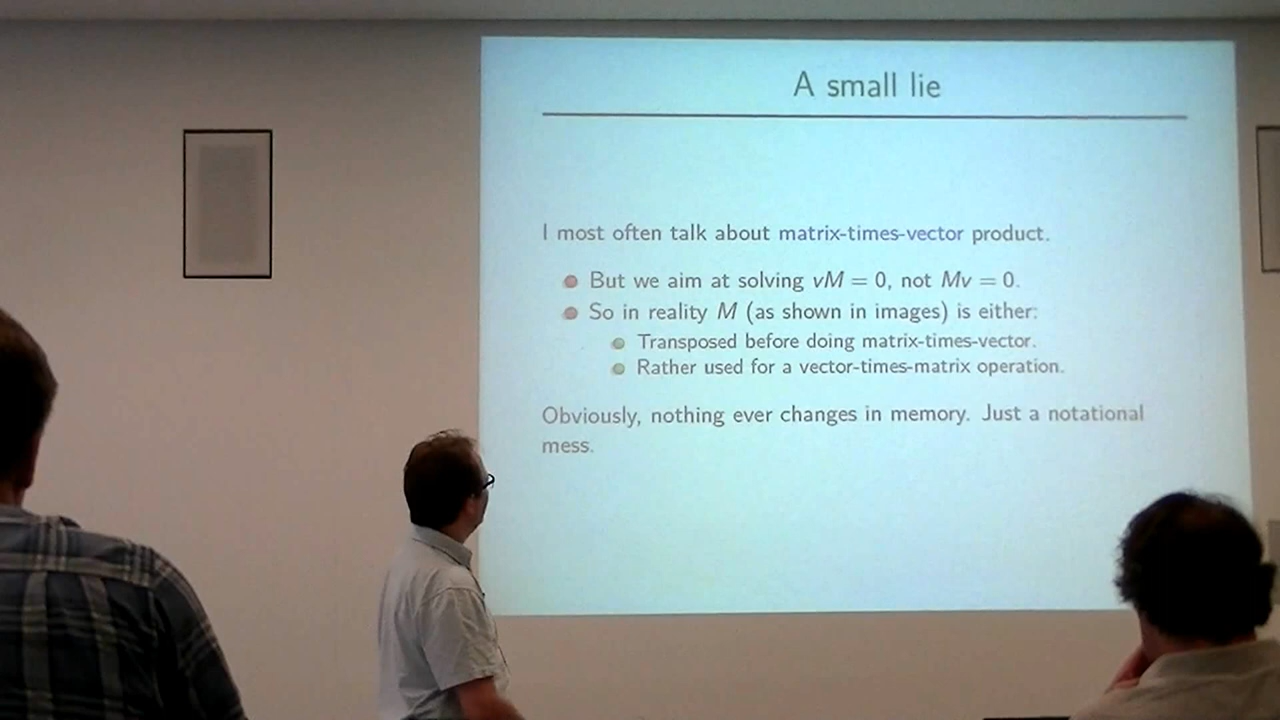 A small lie
I most often talk about matrix-times-vector product.
But we aim at solving vM = 0, not Mv = 0.
So in reality M (as shown in images) is either:
Transposed before doing matrix-times-vector.
Rather used for a vector-times-matrix operation.
Obviously, nothing ever changes in memory. Just a notational
mess.